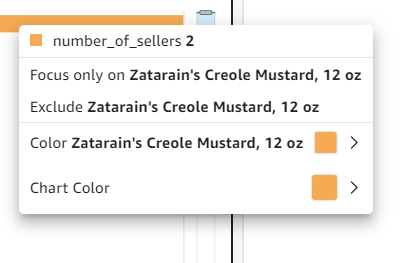 number_of_sellers 2
Focus only on Zatarain's Creole Mustard, 12 oz
Exclude Zatarain's Creole Mustard, 12 oz
Color Zatarain's Creole Mustard, 12 oz
Chart Color